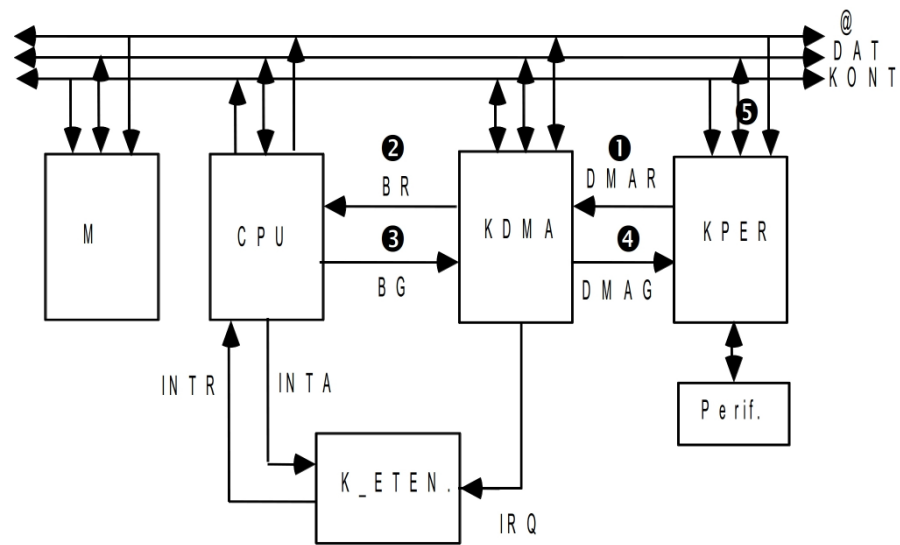 @
DAT
KONT
❺
❷
❶
BR
DMAR
M
CPU
KDMA
KPER
❸
❹
BG
DMAG
INTR
INTA
Perif.
K_ETEN.
IRQ